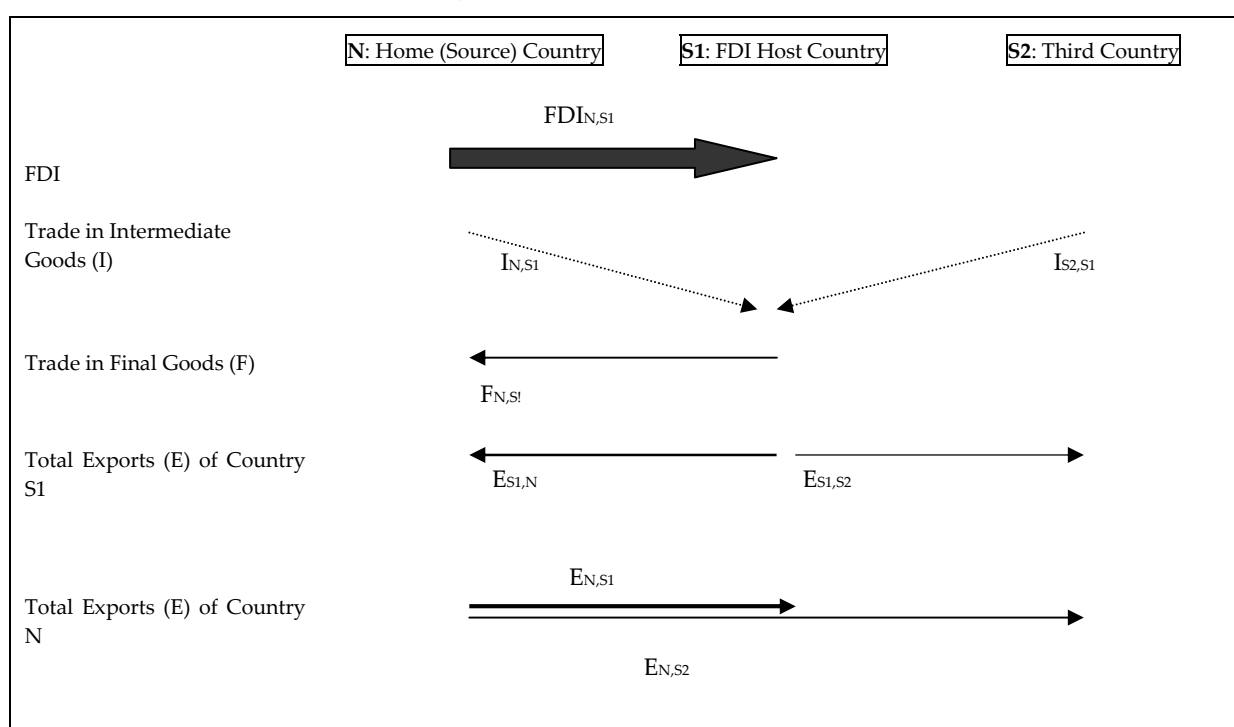 N: Home (Source) Country
S1: FDI Host Country
S2: Third Country
FDIN,S1
FDI
Trade in Intermediate
Goods (I)
IN,S1
IS2,S1
Trade in Final Goods (F)
FN,S!
Total Exports (E) of Country
S1
ES1,N
ES1,S2
EN,S1
Total Exports (E) of Country
N
EN,S2